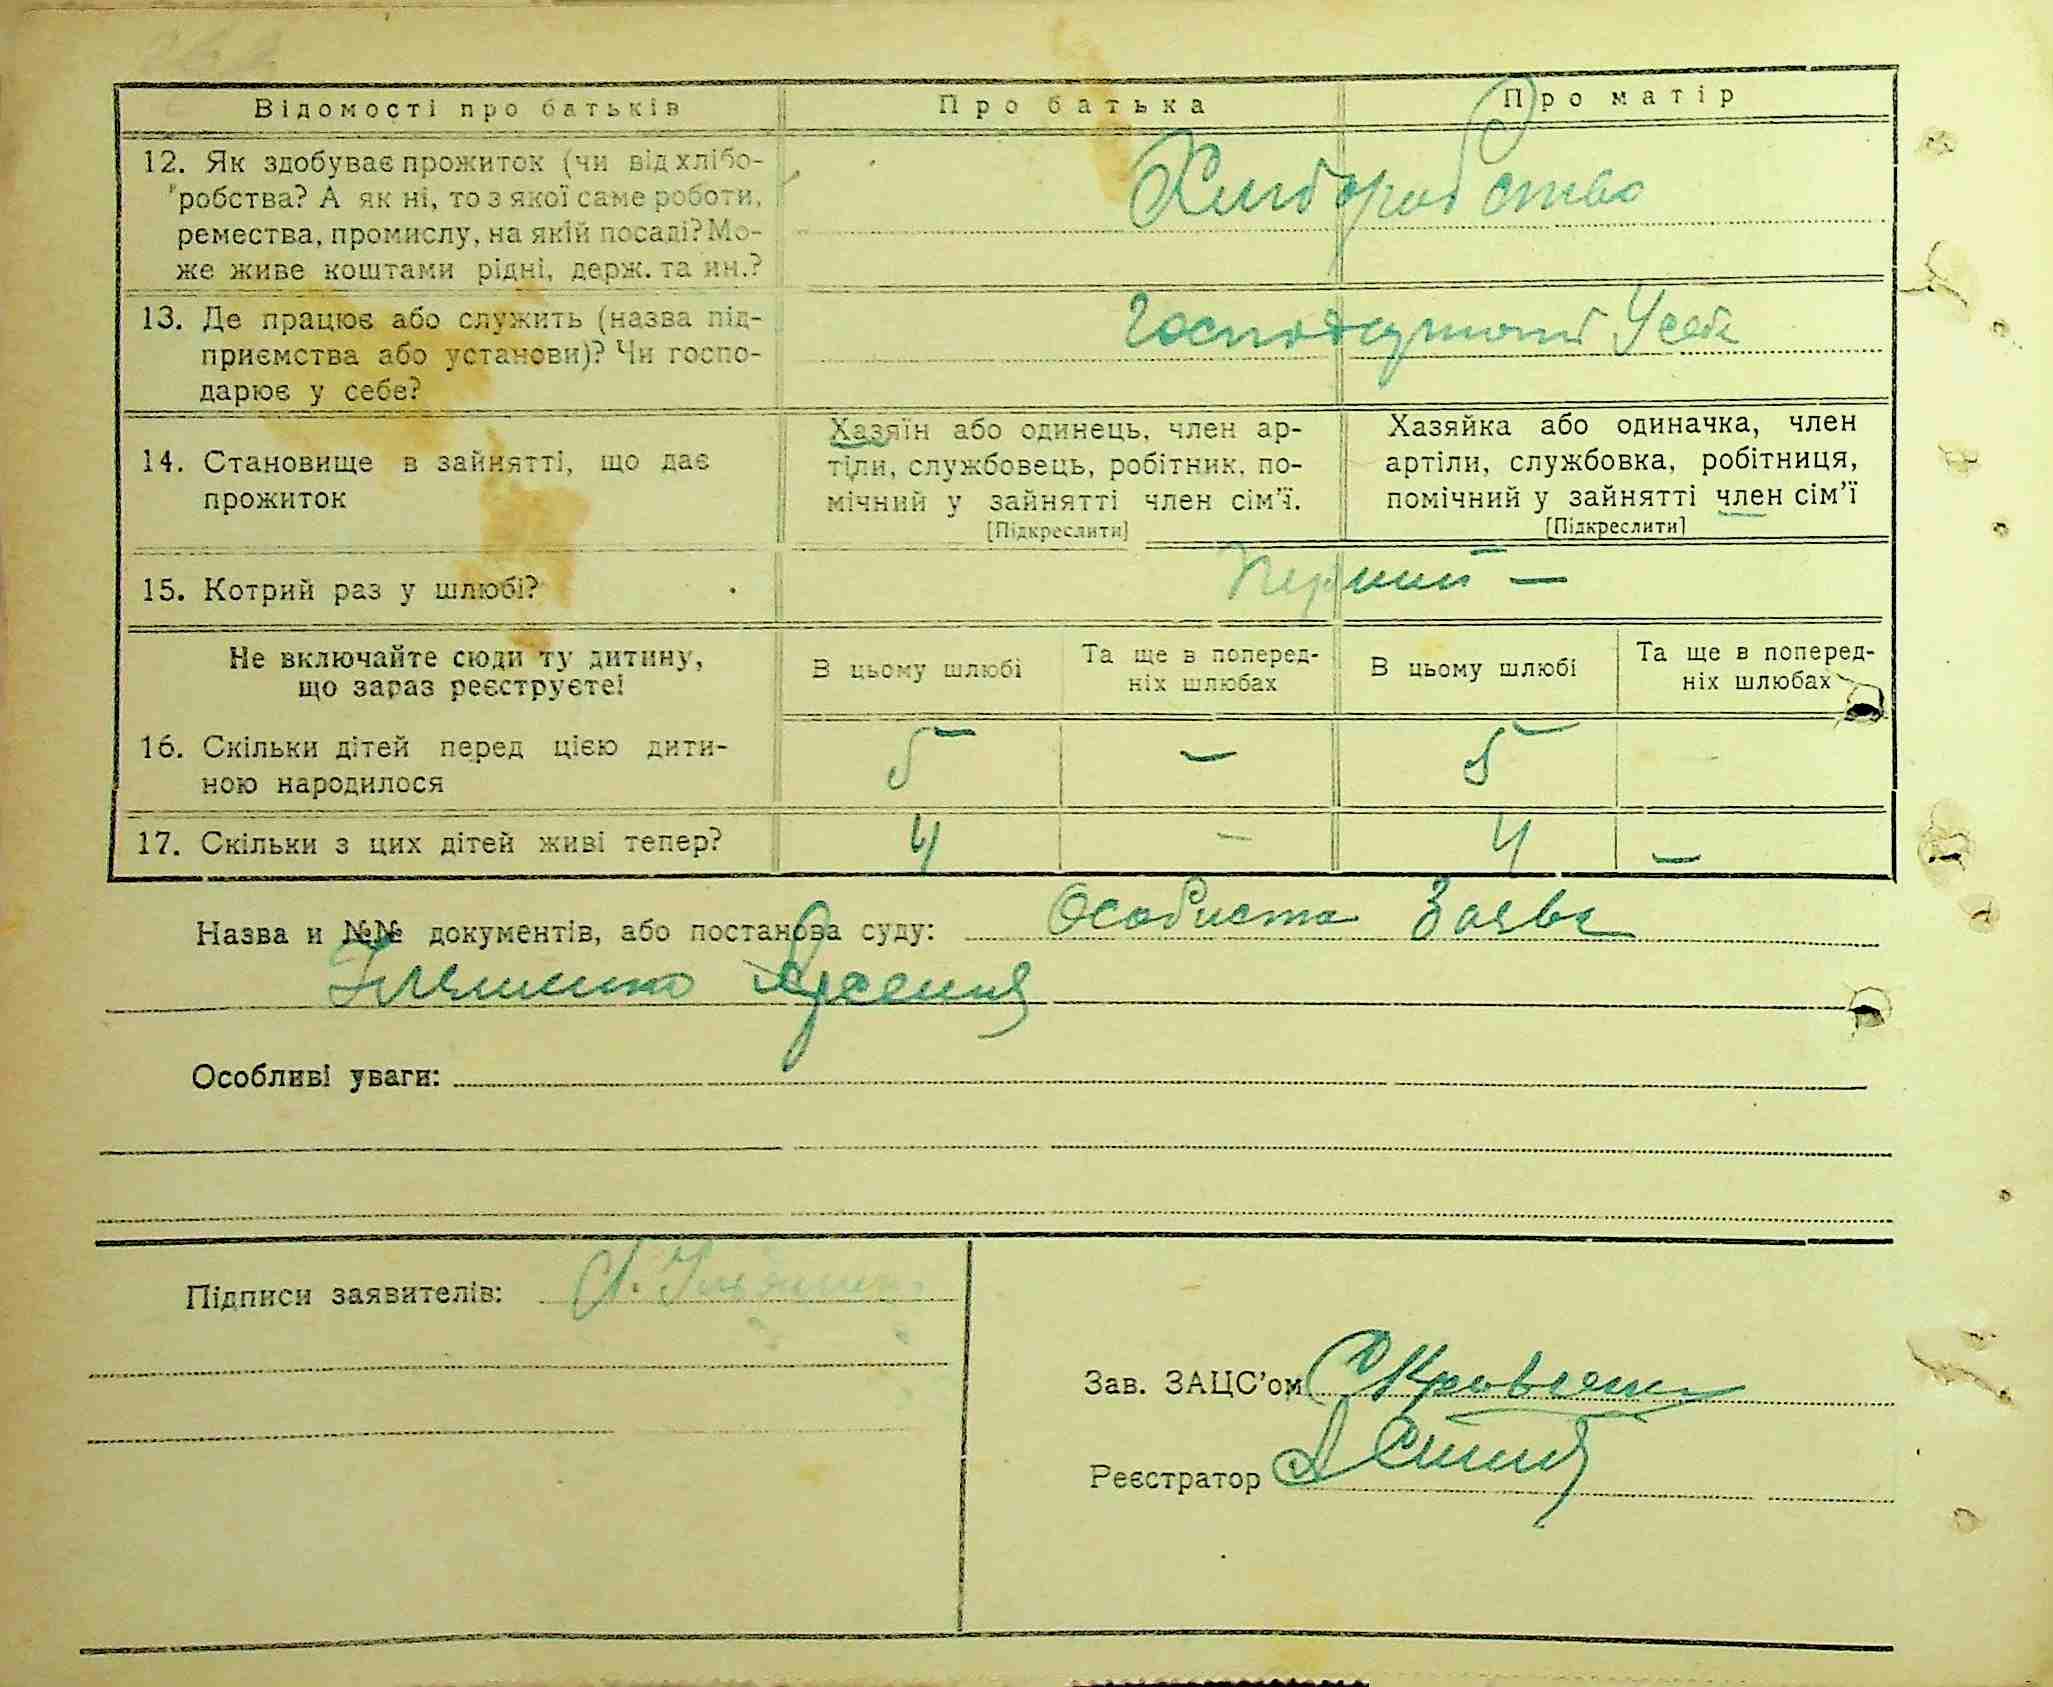 Відомості про батьків Про батька Про матір
12. Як здобуває прожиток (чи від хлібо-
робства? А як ні, то з якої саме роботи,
ремества, промислу, на якій посаді? Мо-
же живе коштами рідні, держ. та ин.?
Хліборобство
13. Де працює або служить (назва під-
приємства або установи)? Чи госпо-
дарює у себе?
У себе
14. Становище в зайнятті, що дає
прожиток
Хазяїн або одинець, член ар-
тіли, службовець, робітник, по-
мічний у зайнятті член сім'ї.
[Підкреслити]
Хазяйка або одиначка, член
артіли, службовка, робітниця,
помічний у зайнятті член сім'ї
[Підкреслити]
15. Котрий раз у шлюбі? Перший —
Не включайте сюди ту дитину,
що зараз реєструєте!
В цьому шлюбі
Та ще в поперед-
ніх шлюбах
В цьому шлюбі
Та ще в поперед-
ніх шлюбах
16. Скільки дітей перед цією дити-
ною народилося
5 — 5
17. Скільки з цих дітей живі тепер? 4 — 4 —
Назва и №№ документів, або постанова суду: Особиста Заява
Особливі уваги:
Підписи заявителів:
Зав. ЗАЦС'ом
Реєстратор